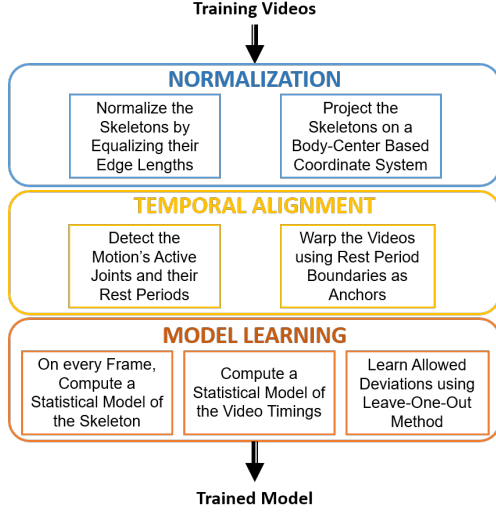 Training Videos
NORMALIZATION
Normalize the
Skeletons by
Equalizing their
Edge Lengths
Project the
Skeletons on a
Body-Center Based
Coordinate System
TEMPORAL ALIGNMENT
Detect the
Motion's Active
Joints and their
Rest Periods
Warp the Videos
using Rest Period
Boundaries as
Anchors
MODEL LEARNING
On every Frame,
Compute a
Statistical Model of
the Skeleton
Compute a
Statistical Model of
the Video Timings
Learn Allowed
Deviations using
Leave-One-Out
Method
Trained Model